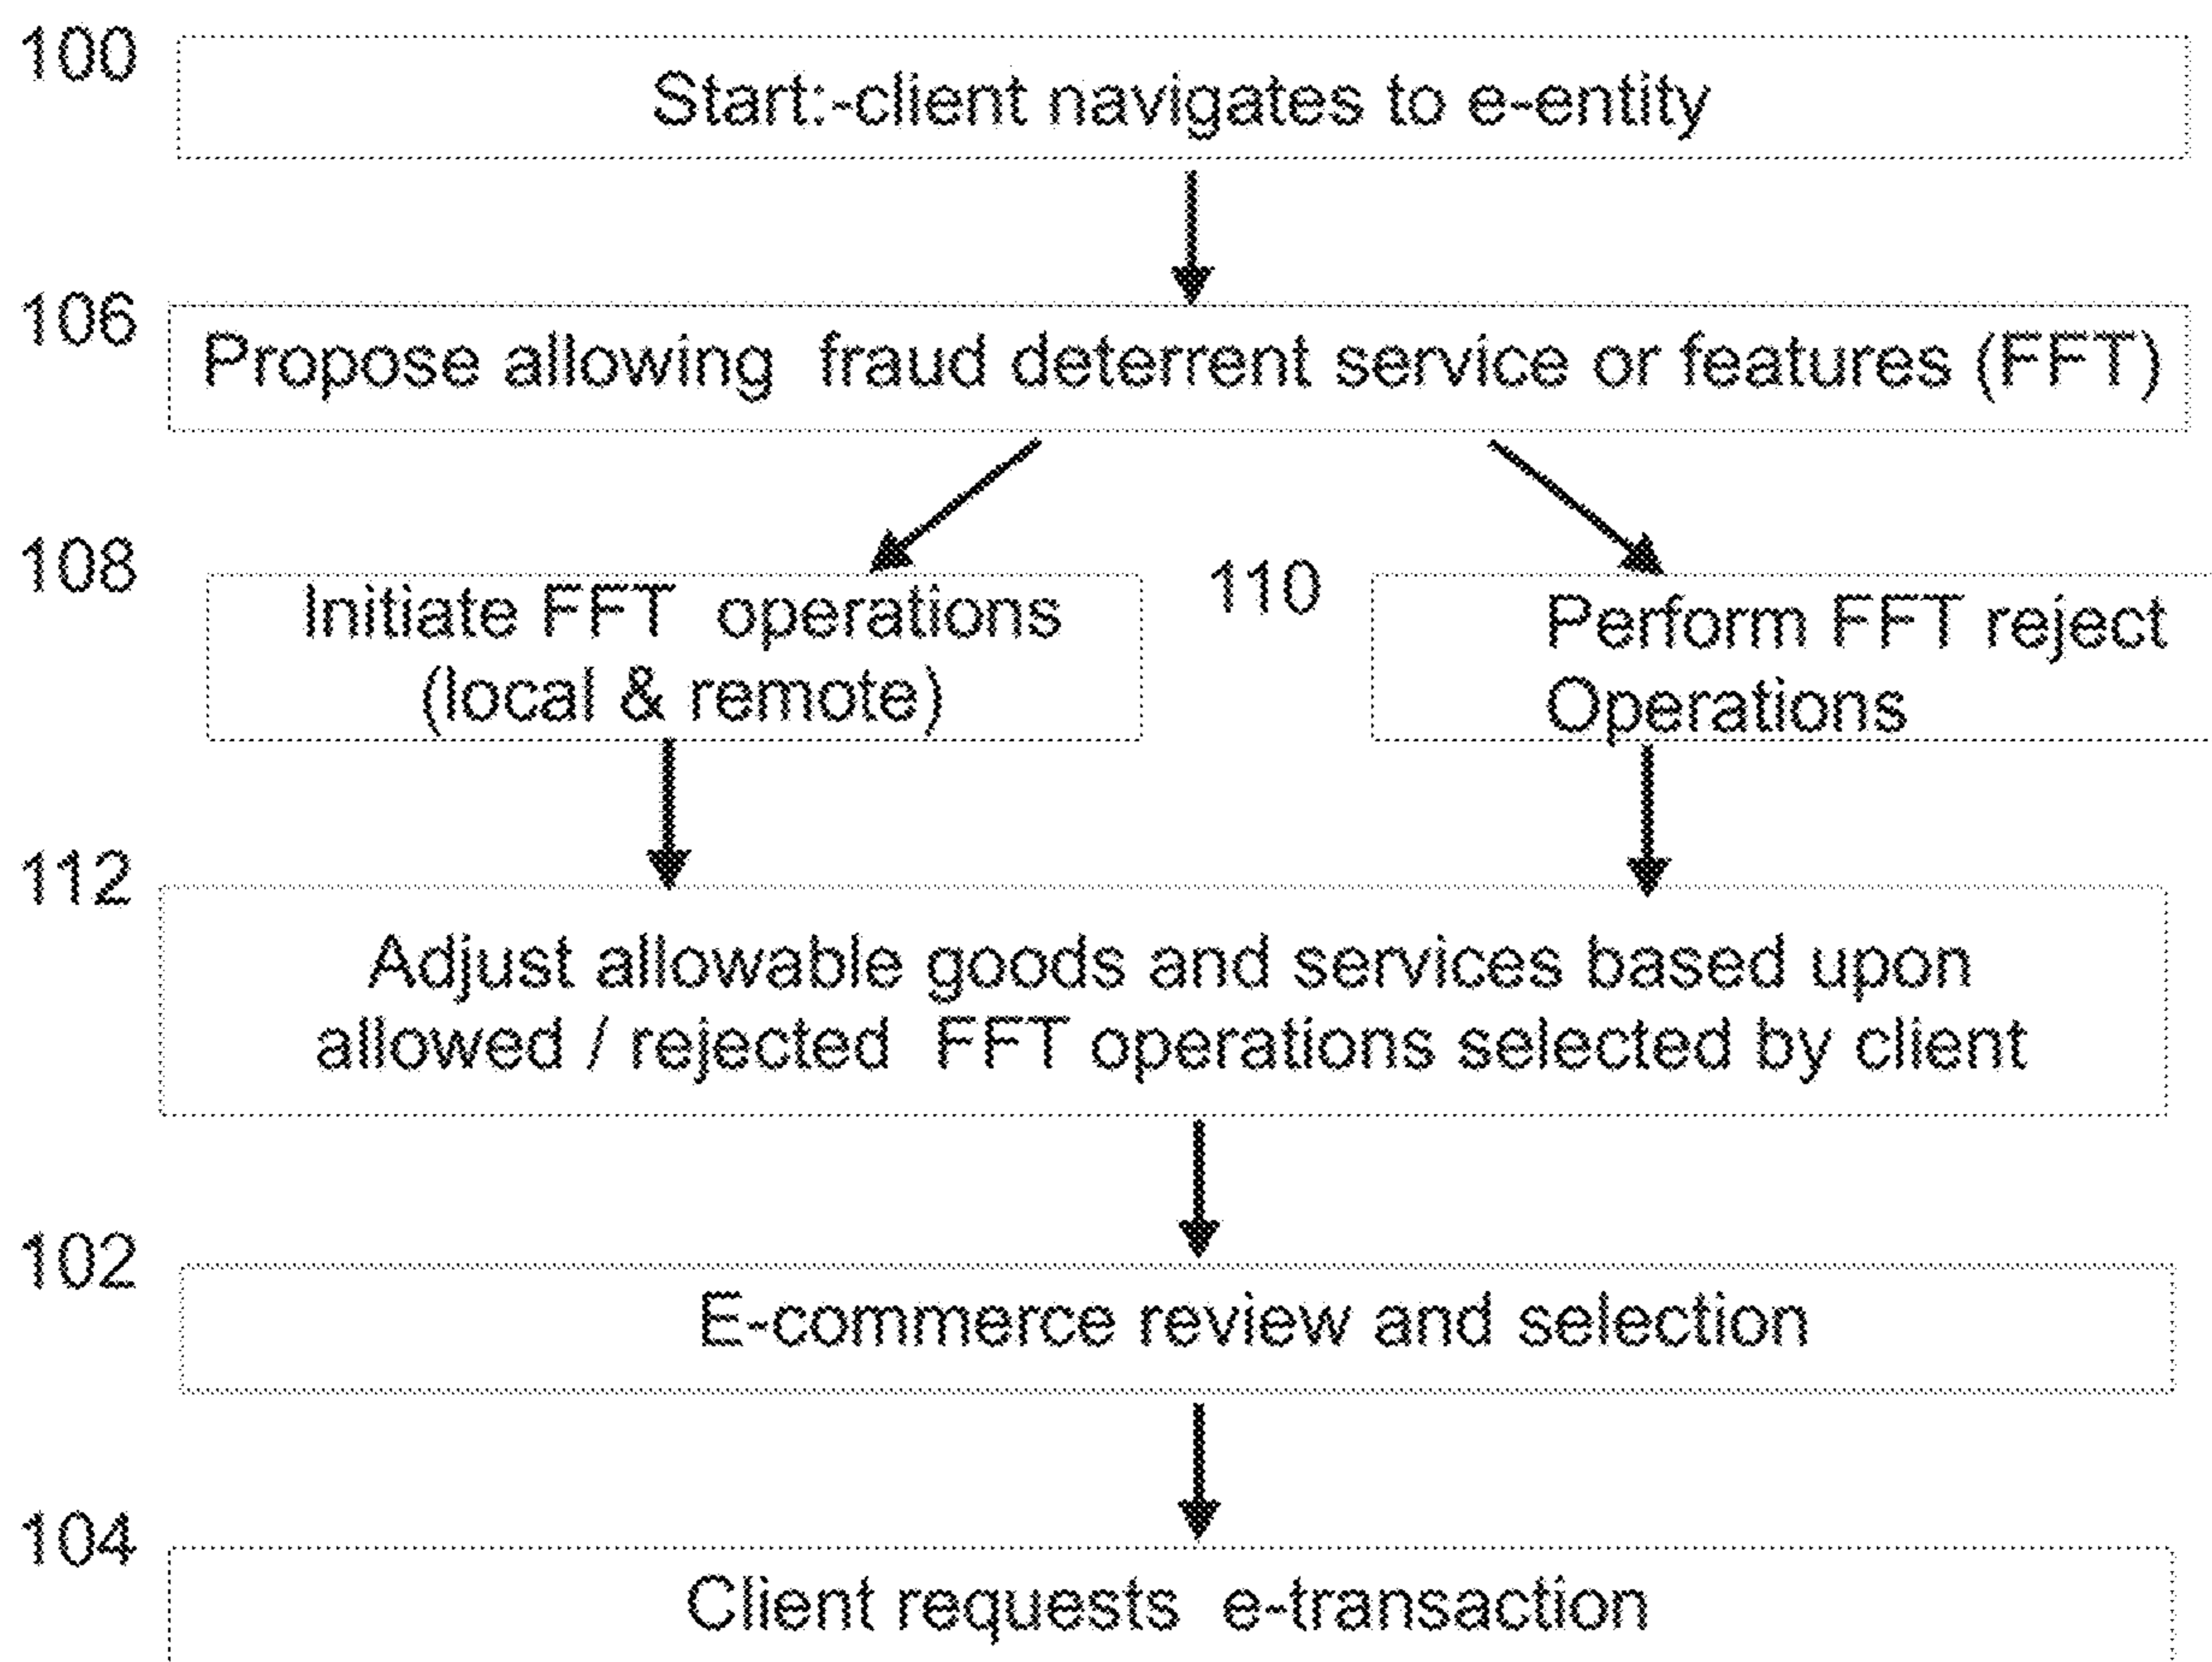 100
Start:-client navigates to e-entity
106
Propose allowing fraud deterrent service or features (FFT)
108
Initiate FFT operations
(local & remote)
110
Perform FFT reject
Operations
112
Adjust allowable goods and services based upon
allowed / rejected FFT operations selected by client
102
E-commerce review and selection
104
Client requests e-transaction